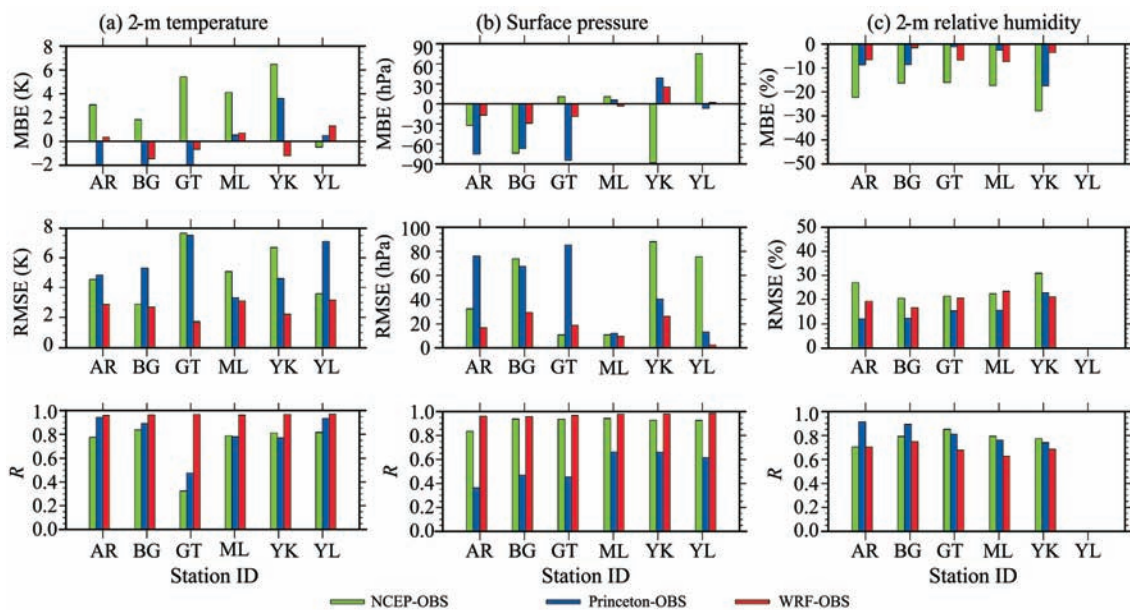 (a) 2-m temperature
(b) Surface pressure
(c) 2-m relative humidity
MBE (K)
8
6
4
2
0
−2
AR BG GT ML YK YL
MBE (hPa)
90
60
30
0
−30
−60
−90
AR BG GT ML YK YL
MBE (%)
0
−10
−20
−30
−40
−50
AR BG GT ML YK YL
RMSE (K)
8
6
4
2
0
AR BG GT ML YK YL
RMSE (hPa)
100
80
60
40
20
0
AR BG GT ML YK YL
RMSE (%)
50
40
30
20
10
0
AR BG GT ML YK YL
R
1.0
0.8
0.6
0.4
0.2
0.0
AR BG GT ML YK YL
Station ID
R
1.0
0.8
0.6
0.4
0.2
0.0
AR BG GT ML YK YL
Station ID
R
1.0
0.8
0.6
0.4
0.2
0.0
AR BG GT ML YK YL
Station ID
NCEP-OBS Princeton-OBS WRF-OBS